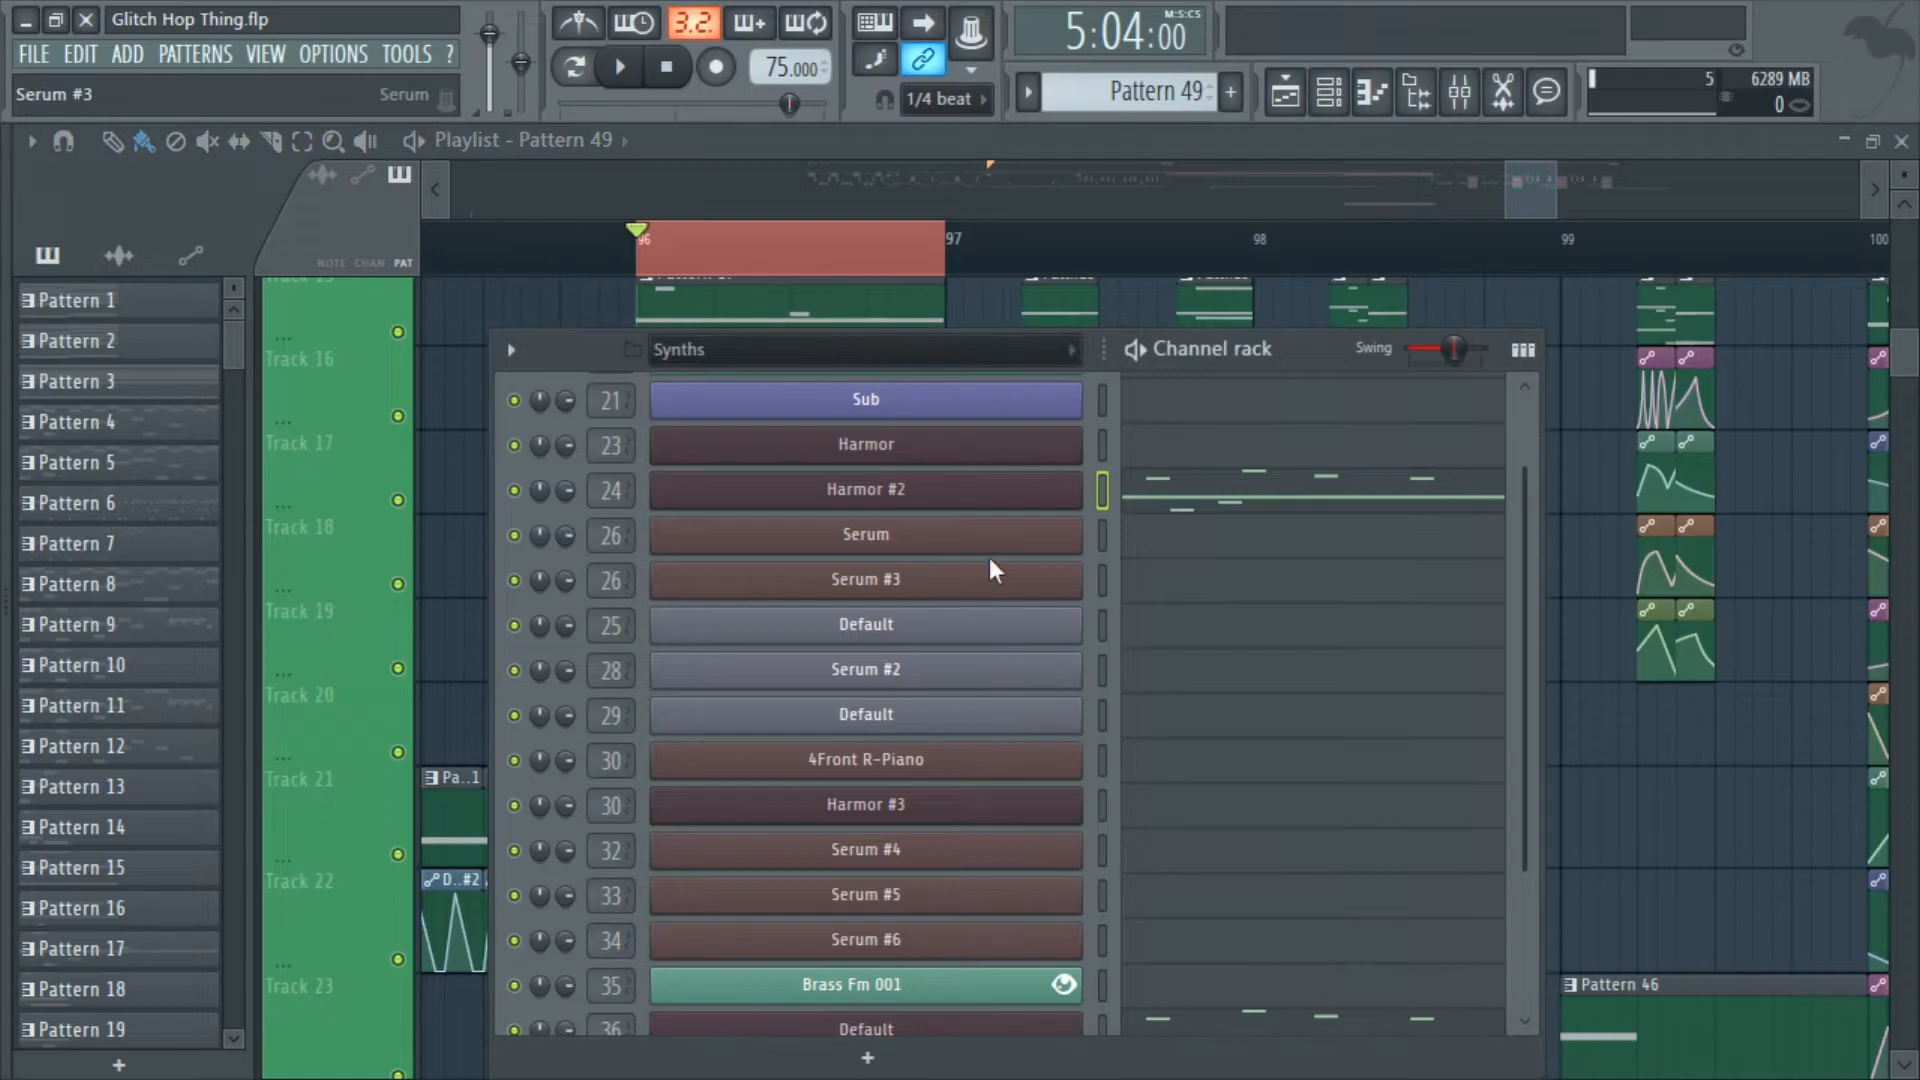 Glitch Hop Thing.flp
FILE EDIT ADD PATTERNS VIEW OPTIONS TOOLS ?
Serum #3 Serum
3.2.
75.000
1/4 beat
5:04:00
M:S:CS
Pattern 49
+
5
6289 MB
0
Playlist - Pattern 49
NOTE CHAN PAT
96
97
98
99
100
Pattern 1
Pattern 2
Pattern 3
Pattern 4
Pattern 5
Pattern 6
Pattern 7
Pattern 8
Pattern 9
Pattern 10
Pattern 11
Pattern 12
Pattern 13
Pattern 14
Pattern 15
Pattern 16
Pattern 17
Pattern 18
Pattern 19
+
Track 16
Track 17
Track 18
Track 19
Track 20
Track 21
Track 22
Track 23
Pa..1
D..#2
Pattern 46
Synths
Channel rack
Swing
21 Sub
23 Harmor
24 Harmor #2
26 Serum
26 Serum #3
25 Default
28 Serum #2
29 Default
30 4Front R-Piano
30 Harmor #3
32 Serum #4
33 Serum #5
34 Serum #6
35 Brass Fm 001
36 Default
+